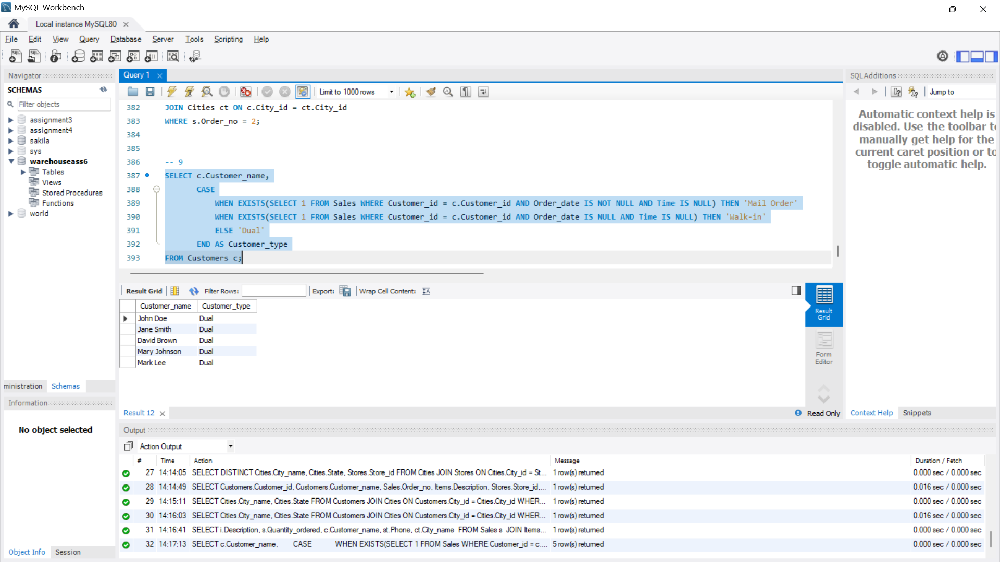 MySQL Workbench
Local instance MySQL80
File Edit View Query Database Server Tools Scripting Help
Navigator
SCHEMAS
Filter objects
assignment3
assignment4
sakila
sys
warehouseass6
Tables
Views
Stored Procedures
Functions
world
ministration Schemas
Information
No object selected
Object Info Session
Query 1
Limit to 1000 rows
382 JOIN Cities ct ON c.City_id = ct.City_id
383 WHERE s.Order_no = 2;
384
385
386 -- 9
387 SELECT c.Customer_name,
388 CASE
389 WHEN EXISTS(SELECT 1 FROM Sales WHERE Customer_id = c.Customer_id AND Order_date IS NOT NULL AND Time IS NULL) THEN 'Mail Order'
390 WHEN EXISTS(SELECT 1 FROM Sales WHERE Customer_id = c.Customer_id AND Order_date IS NULL AND Time IS NULL) THEN 'Walk-in'
391 ELSE 'Dual'
392 END AS Customer_type
393 FROM Customers c;
Result Grid Filter Rows: Export: Wrap Cell Content:
Customer_name Customer_type
John Doe Dual
Jane Smith Dual
David Brown Dual
Mary Johnson Dual
Mark Lee Dual
Result Grid
Form Editor
Result 12
Read Only
SQLAdditions
Jump to
Automatic context help is
disabled. Use the toolbar to
manually get help for the
current caret position or to
toggle automatic help.
Context Help Snippets
Output
Action Output
# Time Action Message Duration / Fetch
27 14:14:05 SELECT DISTINCT Cities.City_name, Cities.State, Stores.Store_id FROM Cities JOIN Stores ON Cities.City_id = St... 1 row(s) returned 0.000 sec / 0.000 sec
28 14:14:49 SELECT Customers.Customer_id, Customers.Customer_name, Sales.Order_no, Items.Description, Stores.Store_id,... 1 row(s) returned 0.016 sec / 0.000 sec
29 14:15:11 SELECT Cities.City_name, Cities.State FROM Customers JOIN Cities ON Customers.City_id = Cities.City_id WHER... 1 row(s) returned 0.000 sec / 0.000 sec
30 14:16:03 SELECT Cities.City_name, Cities.State FROM Customers JOIN Cities ON Customers.City_id = Cities.City_id WHER... 1 row(s) returned 0.016 sec / 0.000 sec
31 14:16:41 SELECT i.Description, s.Quantity_ordered, c.Customer_name, st.Phone, ct.City_name FROM Sales s JOIN Items... 1 row(s) returned 0.000 sec / 0.000 sec
32 14:17:13 SELECT c.Customer_name, CASE WHEN EXISTS(SELECT 1 FROM Sales WHERE Customer_id = c.... 5 row(s) returned 0.000 sec / 0.000 sec